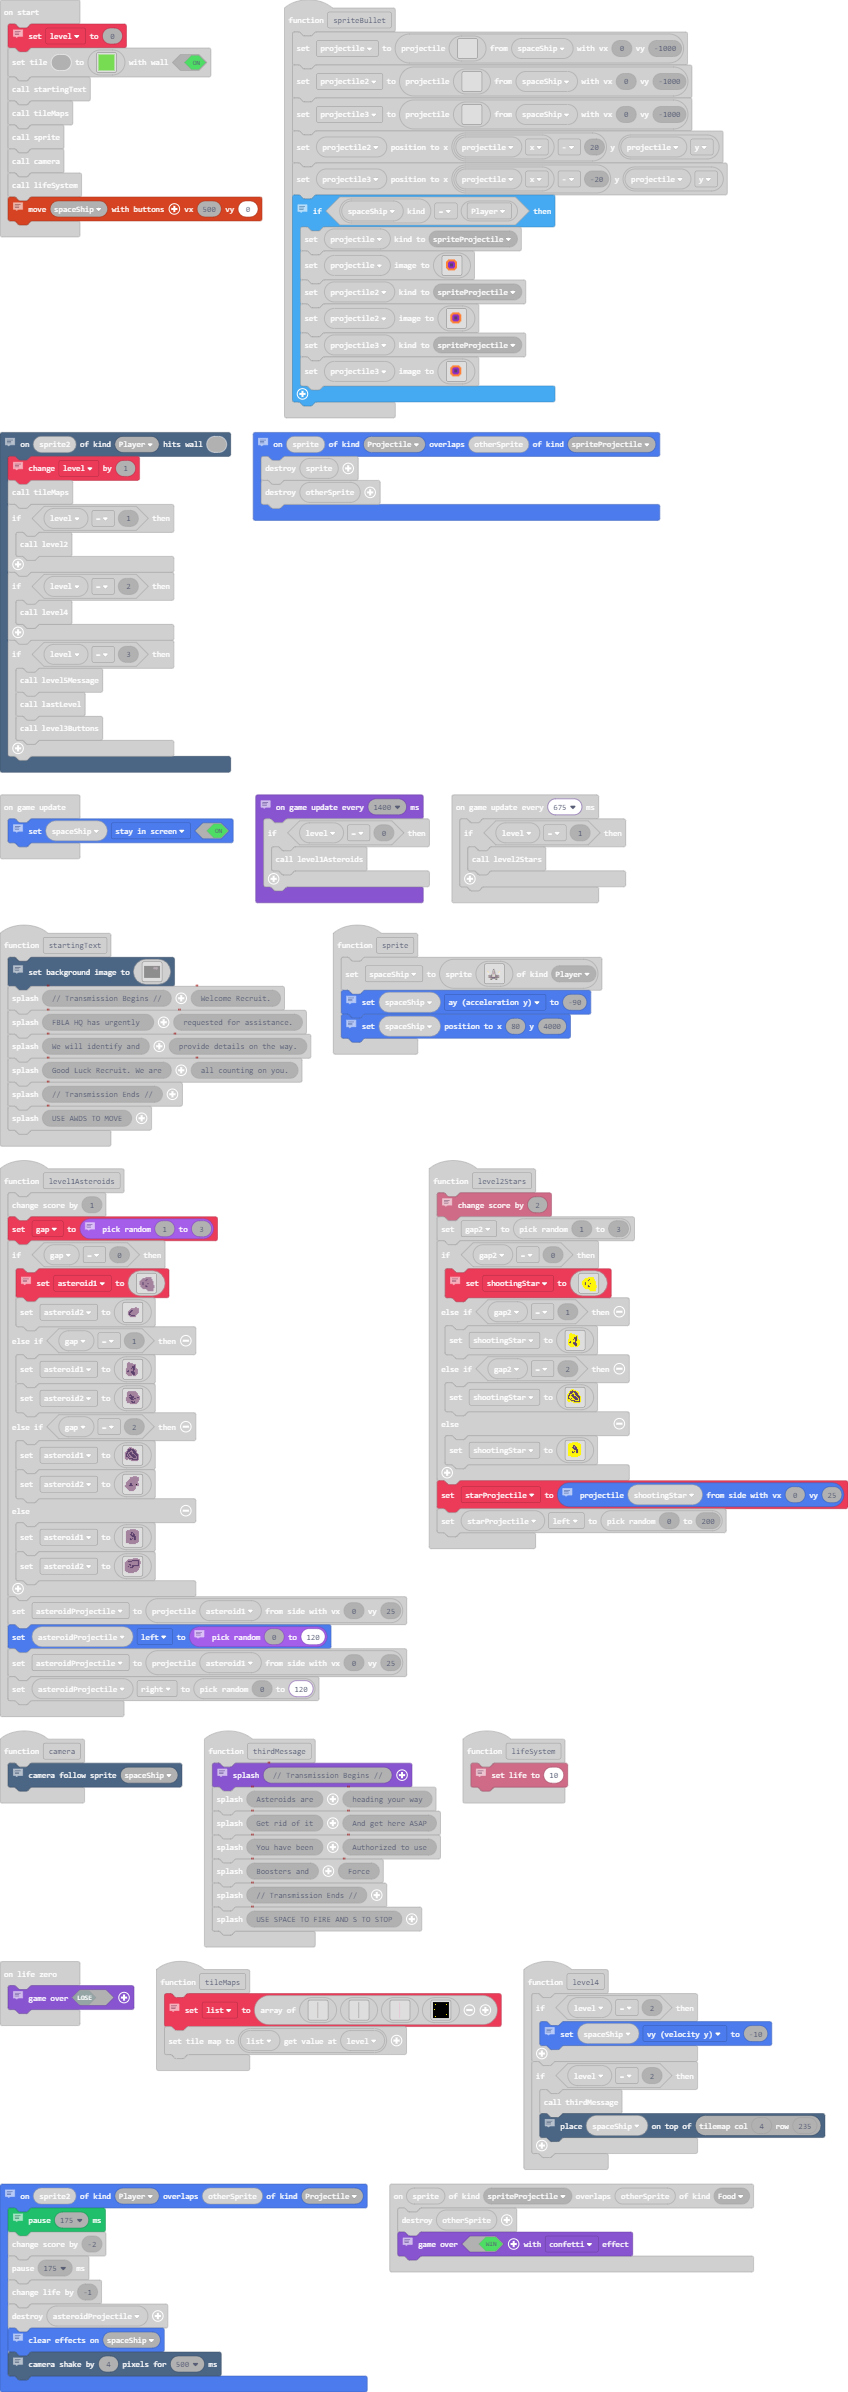 on start
set level to 0
set tile to with wall ON
call startingText
call tileMaps
call sprite
call camera
call lifeSystem
move spaceShip with buttons vx 500 vy 0
function spriteBullet
set projectile to projectile from spaceShip with vx 0 vy -1000
set projectile2 to projectile from spaceShip with vx 0 vy -1000
set projectile3 to projectile from spaceShip with vx 0 vy -1000
set projectile2 position to x projectile x - 20 y projectile y
set projectile3 position to x projectile x - -20 y projectile y
if spaceShip kind = Player then
set projectile kind to spriteProjectile
set projectile image to
set projectile2 kind to spriteProjectile
set projectile2 image to
set projectile3 kind to spriteProjectile
set projectile3 image to
on sprite2 of kind Player hits wall
change level by 1
call tileMaps
if level = 1 then
call level2
if level = 2 then
call level4
if level = 3 then
call level5Message
call lastLevel
call level3Buttons
on sprite of kind Projectile overlaps otherSprite of kind spriteProjectile
destroy sprite
destroy otherSprite
on game update
set spaceShip stay in screen ON
on game update every 1400 ms
if level = 0 then
call level1Asteroids
on game update every 675 ms
if level = 1 then
call level2Stars
function startingText
set background image to
splash // Transmission Begins // Welcome Recruit.
splash FBLA HQ has urgently requested for assistance.
splash We will identify and provide details on the way.
splash Good Luck Recruit. We are all counting on you.
splash // Transmission Ends //
splash USE AWDS TO MOVE
function sprite
set spaceShip to sprite of kind Player
set spaceShip ay (acceleration y) to -90
set spaceShip position to x 80 y 4000
function level1Asteroids
change score by 1
set gap to pick random 1 to 3
if gap = 0 then
set asteroid1 to
set asteroid2 to
else if gap = 1 then
set asteroid1 to
set asteroid2 to
else if gap = 2 then
set asteroid1 to
set asteroid2 to
else
set asteroid1 to
set asteroid2 to
set asteroidProjectile to projectile asteroid1 from side with vx 0 vy 25
set asteroidProjectile left to pick random 0 to 120
set asteroidProjectile to projectile asteroid1 from side with vx 0 vy 25
set asteroidProjectile right to pick random 0 to 120
function level2Stars
change score by 2
set gap2 to pick random 1 to 3
if gap2 = 0 then
set shootingStar to
else if gap2 = 1 then
set shootingStar to
else if gap2 = 2 then
set shootingStar to
else
set shootingStar to
set starProjectile to projectile shootingStar from side with vx 0 vy 25
set starProjectile left to pick random 0 to 200
function camera
camera follow sprite spaceShip
function thirdMessage
splash // Transmission Begins //
splash Asteroids are heading your way
splash Get rid of it And get here ASAP
splash You have been Authorized to use
splash Boosters and Force
splash // Transmission Ends //
splash USE SPACE TO FIRE AND S TO STOP
function lifeSystem
set life to 10
on life zero
game over LOSE
function tileMaps
set list to array of
set tile map to list get value at level
function level4
if level = 2 then
set spaceShip vy (velocity y) to -10
if level = 2 then
call thirdMessage
place spaceShip on top of tilemap col 4 row 235
on sprite2 of kind Player overlaps otherSprite of kind Projectile
pause 175 ms
change score by -2
pause 175 ms
change life by -1
destroy asteroidProjectile
clear effects on spaceShip
camera shake by 4 pixels for 500 ms
on sprite of kind spriteProjectile overlaps otherSprite of kind Food
destroy otherSprite
game over WIN with confetti effect